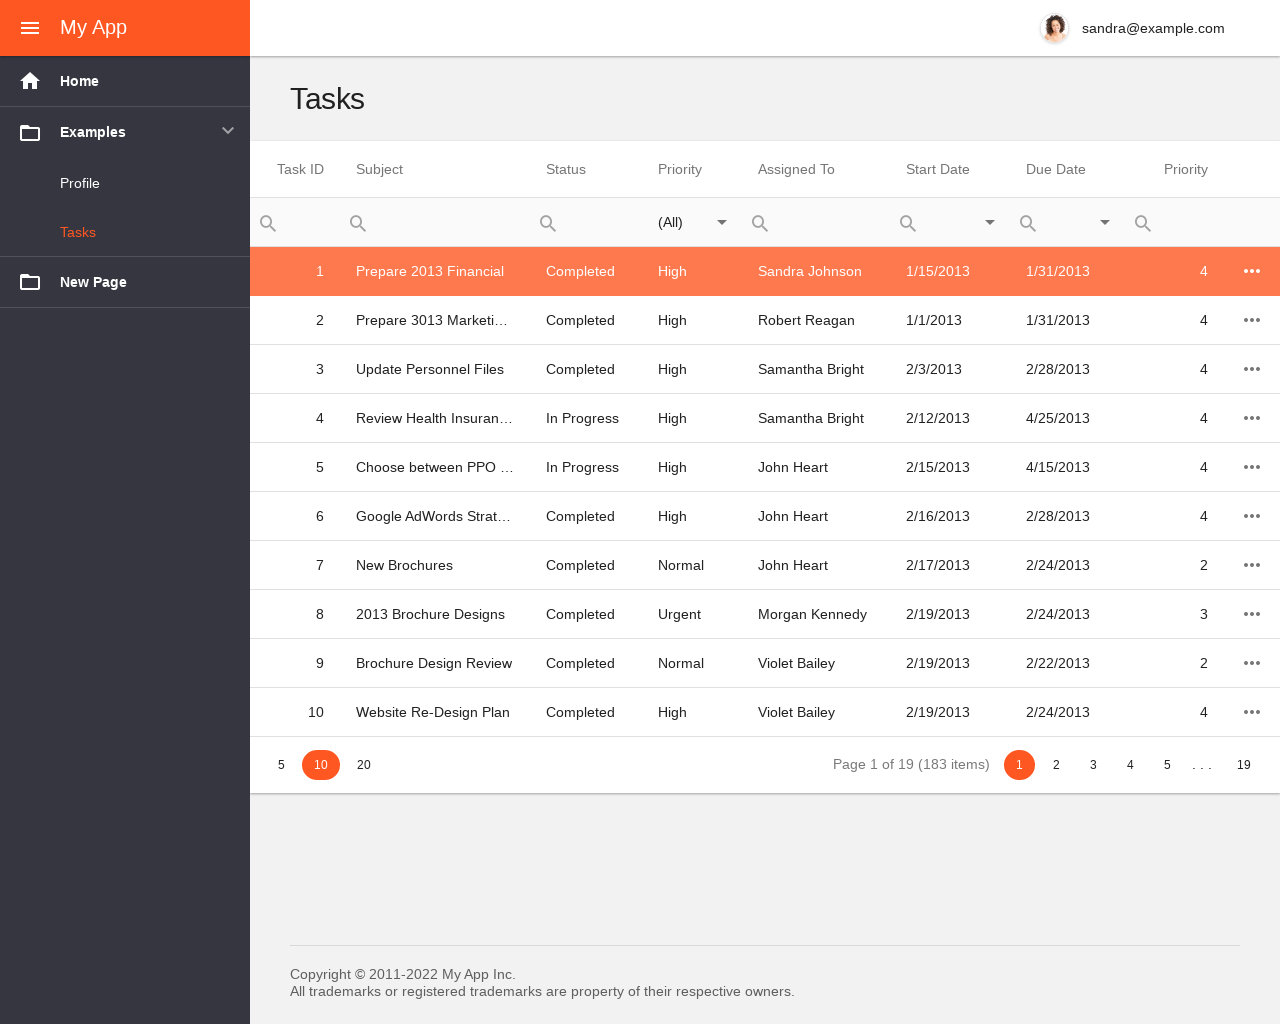 My App
sandra@example.com
Home
Examples
Profile
Tasks
New Page
Tasks
Task ID Subject Status Priority Assigned To Start Date Due Date Priority
(All)
1 Prepare 2013 Financial Completed High Sandra Johnson 1/15/2013 1/31/2013 4
2 Prepare 3013 Marketi… Completed High Robert Reagan 1/1/2013 1/31/2013 4
3 Update Personnel Files Completed High Samantha Bright 2/3/2013 2/28/2013 4
4 Review Health Insuran… In Progress High Samantha Bright 2/12/2013 4/25/2013 4
5 Choose between PPO … In Progress High John Heart 2/15/2013 4/15/2013 4
6 Google AdWords Strat… Completed High John Heart 2/16/2013 2/28/2013 4
7 New Brochures Completed Normal John Heart 2/17/2013 2/24/2013 2
8 2013 Brochure Designs Completed Urgent Morgan Kennedy 2/19/2013 2/24/2013 3
9 Brochure Design Review Completed Normal Violet Bailey 2/19/2013 2/22/2013 2
10 Website Re-Design Plan Completed High Violet Bailey 2/19/2013 2/24/2013 4
5 10 20 Page 1 of 19 (183 items) 1 2 3 4 5 . . . 19
Copyright © 2011-2022 My App Inc.
All trademarks or registered trademarks are property of their respective owners.